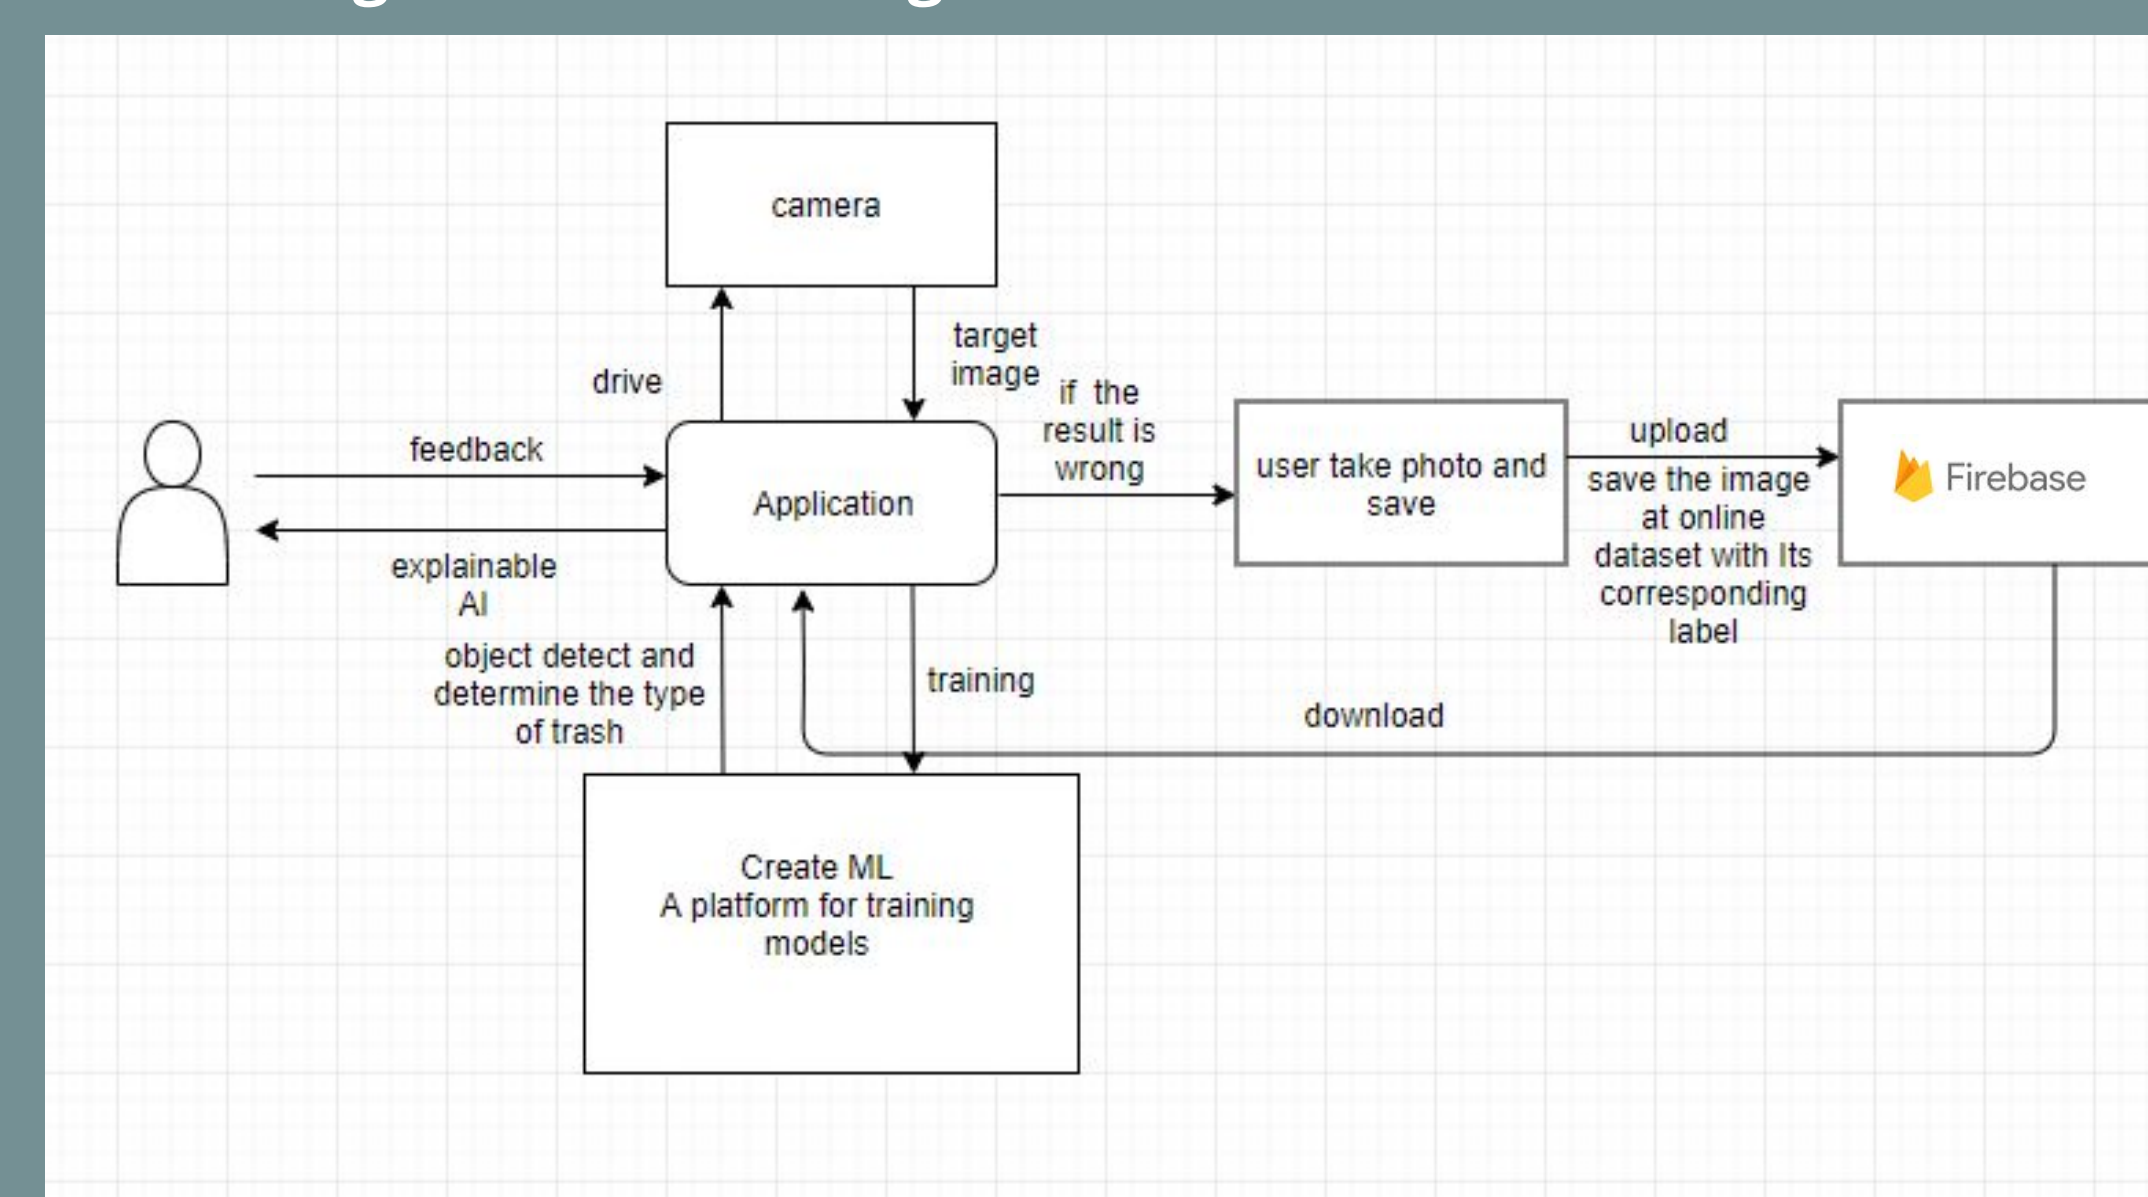 camera
target
image
drive
if the
result is
wrong
feedback
upload
user take photo and
save
Firebase
save the image
at online
dataset with Its
corresponding
label
Application
explainable
AI
object detect and
determine the type
of trash
training
download
Create ML
A platform for training
models